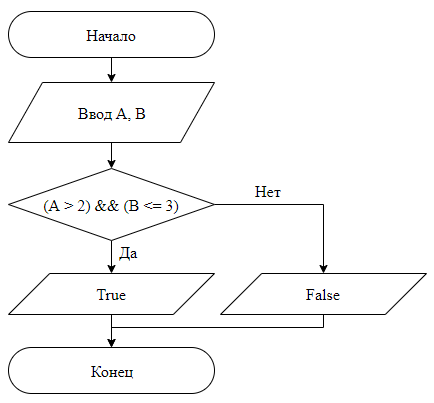 Начало
Ввод A, B
(A > 2) && (B <= 3)
Нет
Да
True
False
Конец